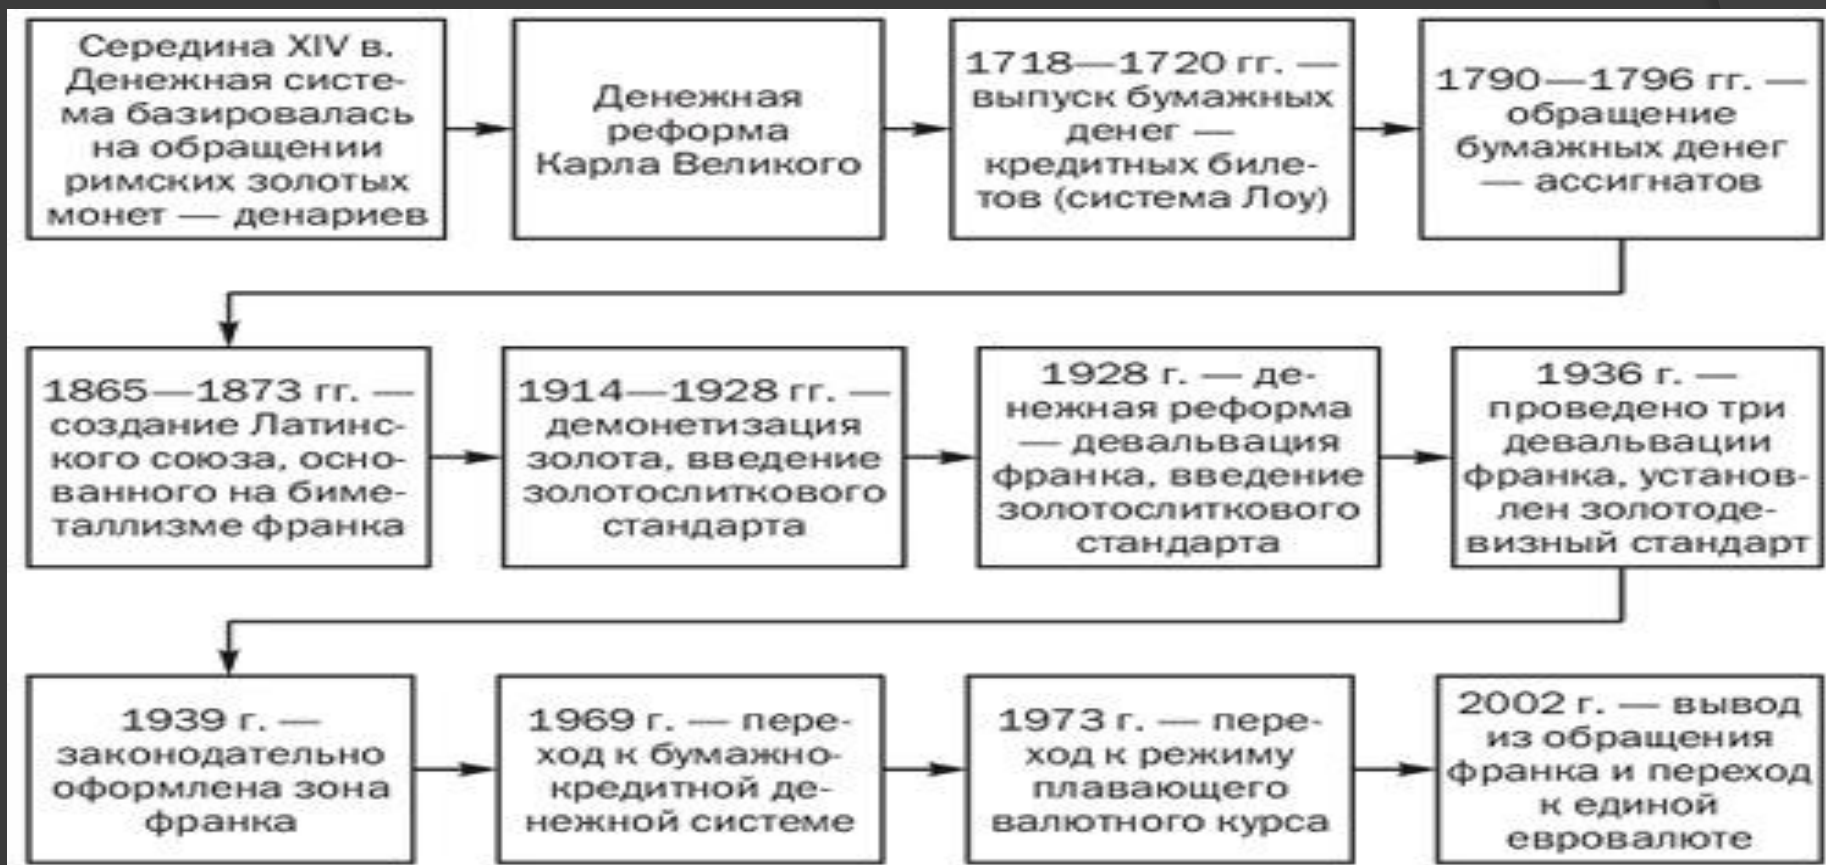 Середина XIV в.
Денежная систе-
ма базировалась
на обращении
римских золотых
монет — денариев
Денежная
реформа
Карла Великого
1718—1720 гг. —
выпуск бумажных
денег —
кредитных биле-
тов (система Лоу)
1790—1796 гг. —
обращение
бумажных денег
— ассигнатов
1865—1873 гг. —
создание Латинс-
кого союза, осно-
ванного на биме-
таллизме франка
1914—1928 гг. —
демонетизация
золота, введение
золотослиткового
стандарта
1928 г. — де-
нежная реформа
— девальвация
франка, введение
золотослиткового
стандарта
1936 г. —
проведено три
девальвации
франка, установ-
лен золотоде-
визный стандарт
1939 г. —
законодательно
оформлена зона
франка
1969 г. — пере-
ход к бумажно-
кредитной де-
нежной системе
1973 г. — пере-
ход к режиму
плавающего
валютного курса
2002 г. — вывод
из обращения
франка и переход
к единой
евровалюте